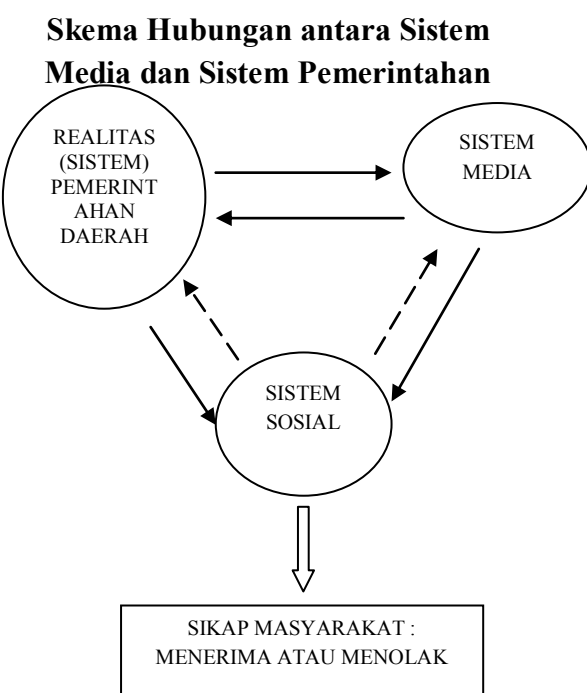 Skema Hubungan antara Sistem
Media dan Sistem Pemerintahan
REALITAS
(SISTEM)
PEMERINT
AHAN
DAERAH
SISTEM
MEDIA
SISTEM
SOSIAL
SIKAP MASYARAKAT :
MENERIMA ATAU MENOLAK